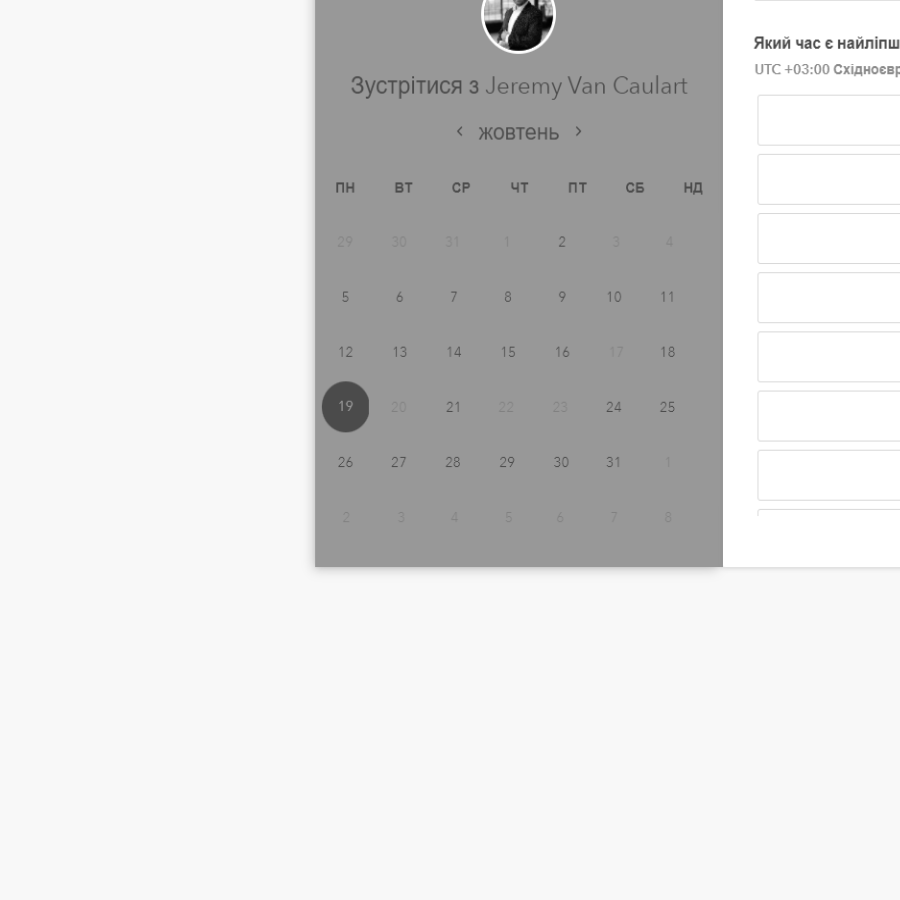 Зустрітися з Jeremy Van Caulart
‹ жовтень ›
ПН ВТ СР ЧТ ПТ СБ НД
29 30 31 1 2 3 4
5 6 7 8 9 10 11
12 13 14 15 16 17 18
19 20 21 22 23 24 25
26 27 28 29 30 31 1
2 3 4 5 6 7 8
Який час є найліпш
UTC +03:00 Східноєвр